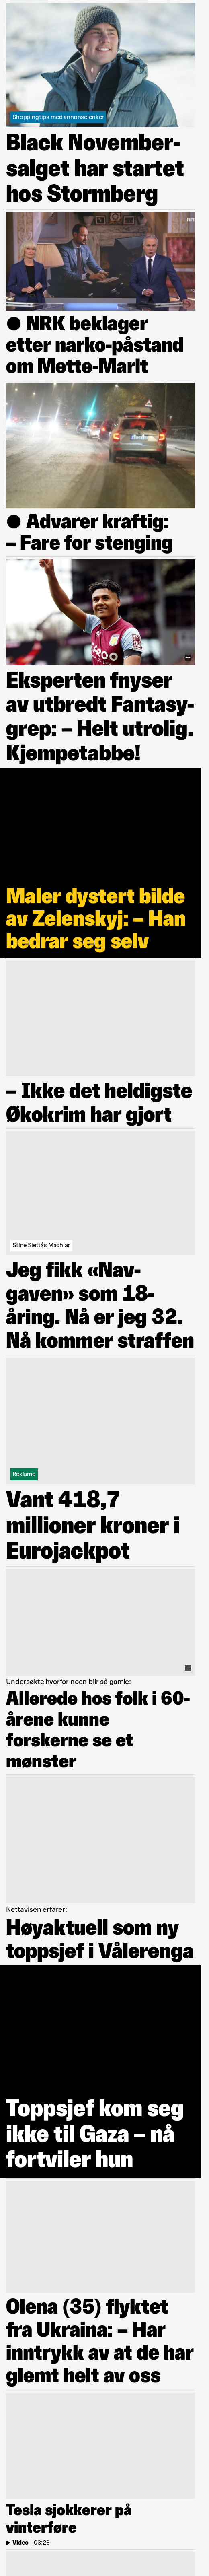 Shoppingtips med annonselenker
Black November-
salget har startet
hos Stormberg
● NRK beklager
etter narko-påstand
om Mette-Marit
● Advarer kraftig:
– Fare for stenging
Eksperten fnyser
av utbredt Fantasy-
grep: – Helt utrolig.
Kjempetabbe!
Maler dystert bilde
av Zelenskyj: – Han
bedrar seg selv
– Ikke det heldigste
Økokrim har gjort
Stine Slettås Machlar
Jeg fikk «Nav-
gaven» som 18-
åring. Nå er jeg 32.
Nå kommer straffen
Reklame
Vant 418,7
millioner kroner i
Eurojackpot
Undersøkte hvorfor noen blir så gamle:
Allerede hos folk i 60-
årene kunne
forskerne se et
mønster
Nettavisen erfarer:
Høyaktuell som ny
toppsjef i Vålerenga
Toppsjef kom seg
ikke til Gaza – nå
fortviler hun
Olena (35) flyktet
fra Ukraina: – Har
inntrykk av at de har
glemt helt av oss
Tesla sjokkerer på
vinterføre
Video | 03:23